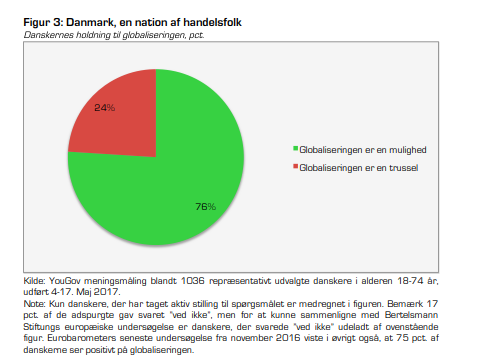 Figur 3: Danmark, en nation af handelsfolk
Danskernes holdning til globaliseringen, pct.
24%
Globaliseringen er en mulighed
Globaliseringen er en trussel
76%
Kilde: YouGov meningsmåling blandt 1036 repræsentativt udvalgte danskere i alderen 18-74 år,
udført 4-17. Maj 2017.
Note: Kun danskere, der har taget aktiv stilling til spørgsmålet er medregnet i figuren. Bemærk 17
pct. af de adspurgte gav svaret "ved ikke", men for at kunne sammenligne med Bertelsmann
Stiftungs europæiske undersøgelse er danskere, der svarede "ved ikke" udeladt af ovenstående
figur. Eurobarometers seneste undersøgelse fra november 2016 viste i øvrigt også, at 75 pct. af
danskerne ser positivt på globaliseringen.